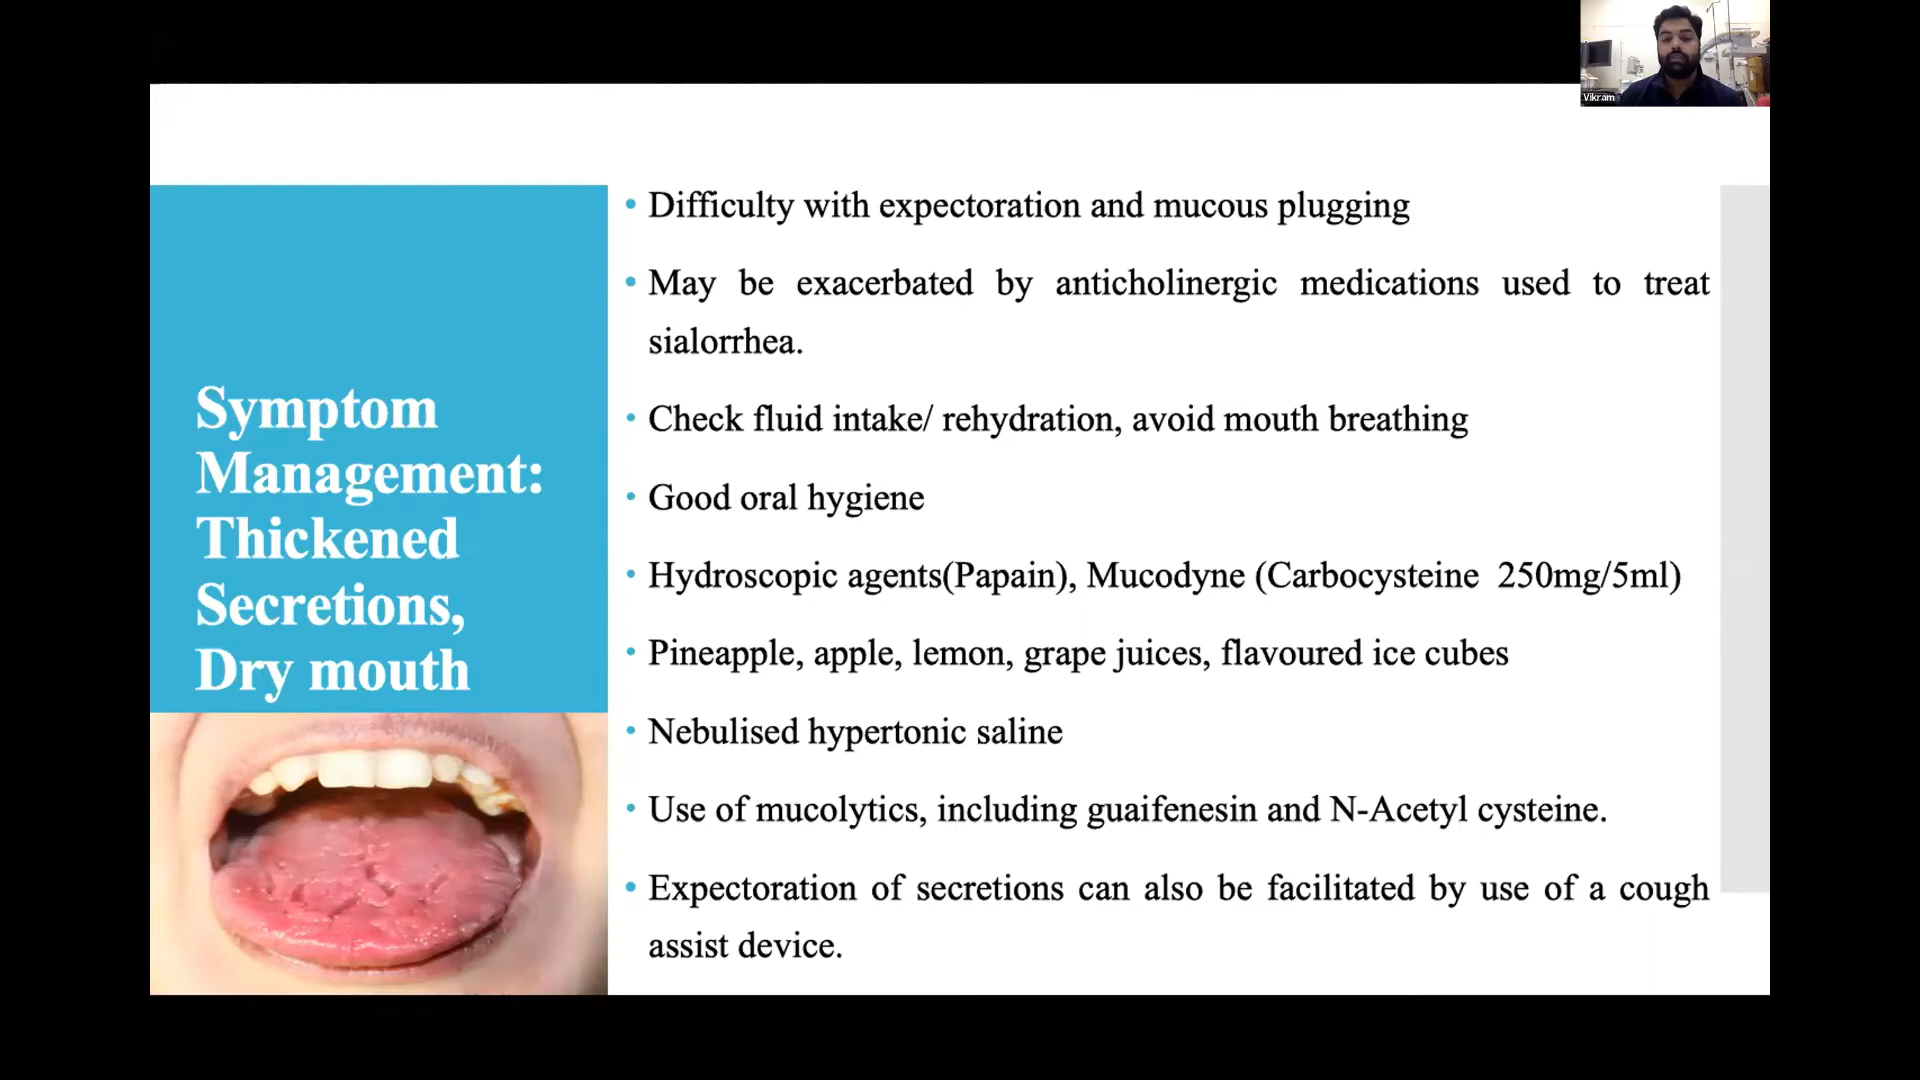 Vikram
Symptom
Management:
Thickened
Secretions,
Dry mouth
• Difficulty with expectoration and mucous plugging
• May be exacerbated by anticholinergic medications used to treat
sialorrhea.
• Check fluid intake/ rehydration, avoid mouth breathing
• Good oral hygiene
• Hydroscopic agents(Papain), Mucodyne (Carbocysteine 250mg/5ml)
• Pineapple, apple, lemon, grape juices, flavoured ice cubes
• Nebulised hypertonic saline
• Use of mucolytics, including guaifenesin and N-Acetyl cysteine.
• Expectoration of secretions can also be facilitated by use of a cough
assist device.